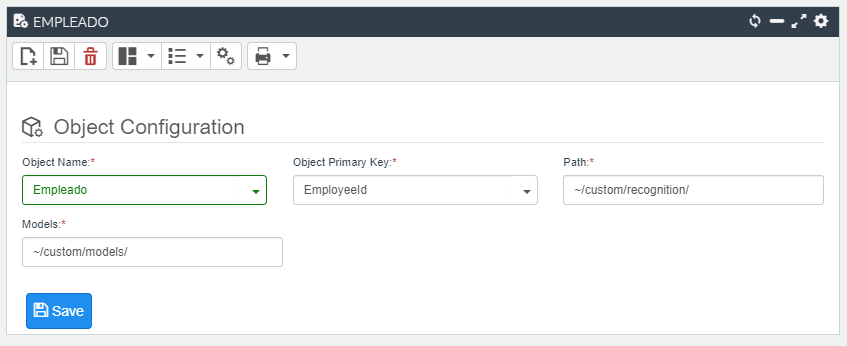 EMPLEADO
Object Configuration
Object Name:*
Object Primary Key:*
Path:*
Empleado
EmployeeId
~/custom/recognition/
Models:*
~/custom/models/
Save